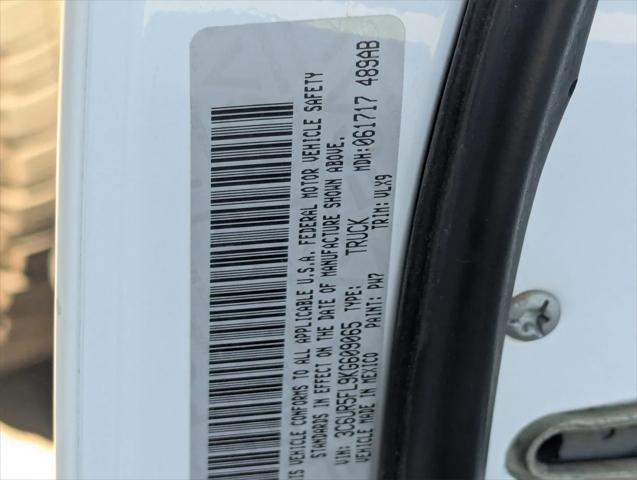 IS VEHICLE CONFORMS TO ALL APPLICABLE U.S.A. FEDERAL MOTOR VEHICLE SAFETY
STANDARDS IN EFFECT ON THE DATE OF MANUFACTURE SHOWN ABOVE.
VIN: 3C6UR5FL9KG609065 TYPE: TRUCK MDH: 061717 489AB
VEHICLE MADE IN MEXICO PAINT: PW7 TRIM: VLX9